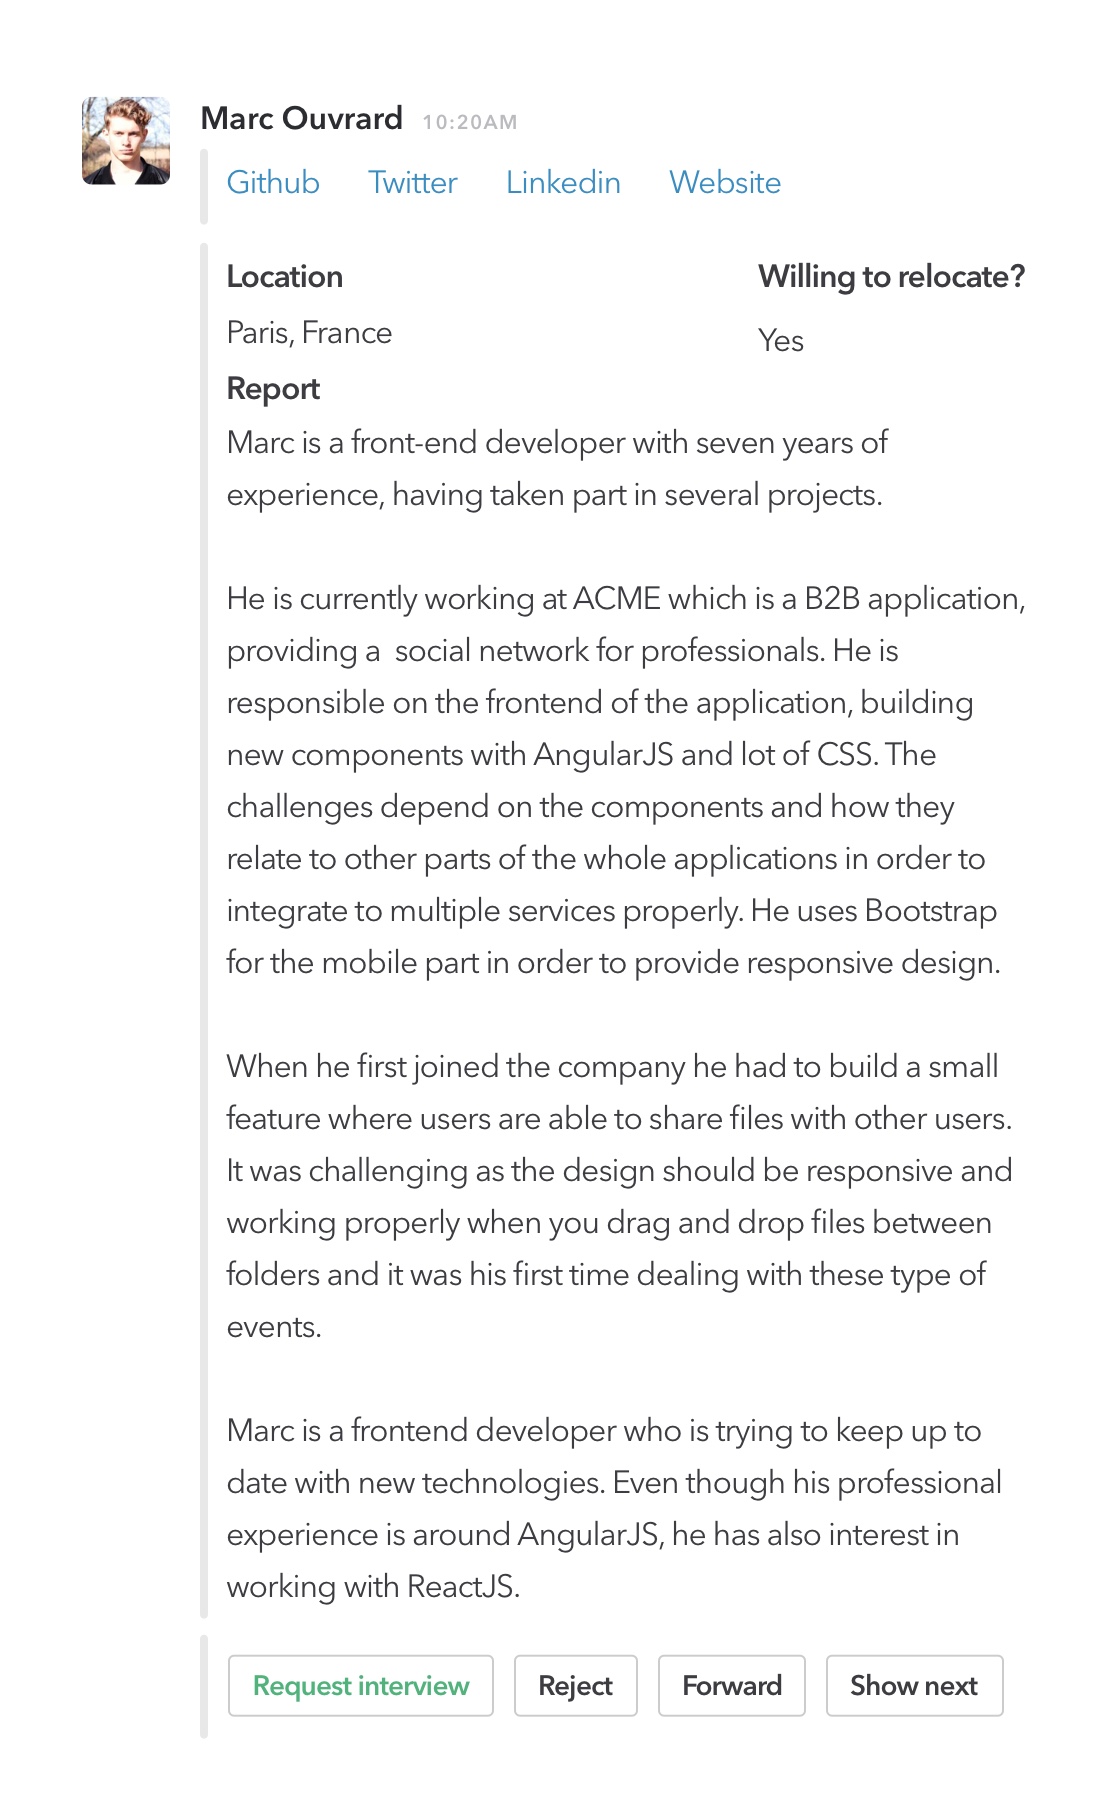 Marc Ouvrard 10:20AM
Github Twitter Linkedin Website
Location Willing to relocate?
Paris, France Yes
Report
Marc is a front-end developer with seven years of
experience, having taken part in several projects.
He is currently working at ACME which is a B2B application,
providing a  social network for professionals. He is
responsible on the frontend of the application, building
new components with AngularJS and lot of CSS. The
challenges depend on the components and how they
relate to other parts of the whole applications in order to
integrate to multiple services properly. He uses Bootstrap
for the mobile part in order to provide responsive design.
When he first joined the company he had to build a small
feature where users are able to share files with other users.
It was challenging as the design should be responsive and
working properly when you drag and drop files between
folders and it was his first time dealing with these type of
events.
Marc is a frontend developer who is trying to keep up to
date with new technologies. Even though his professional
experience is around AngularJS, he has also interest in
working with ReactJS.
Request interview Reject Forward Show next